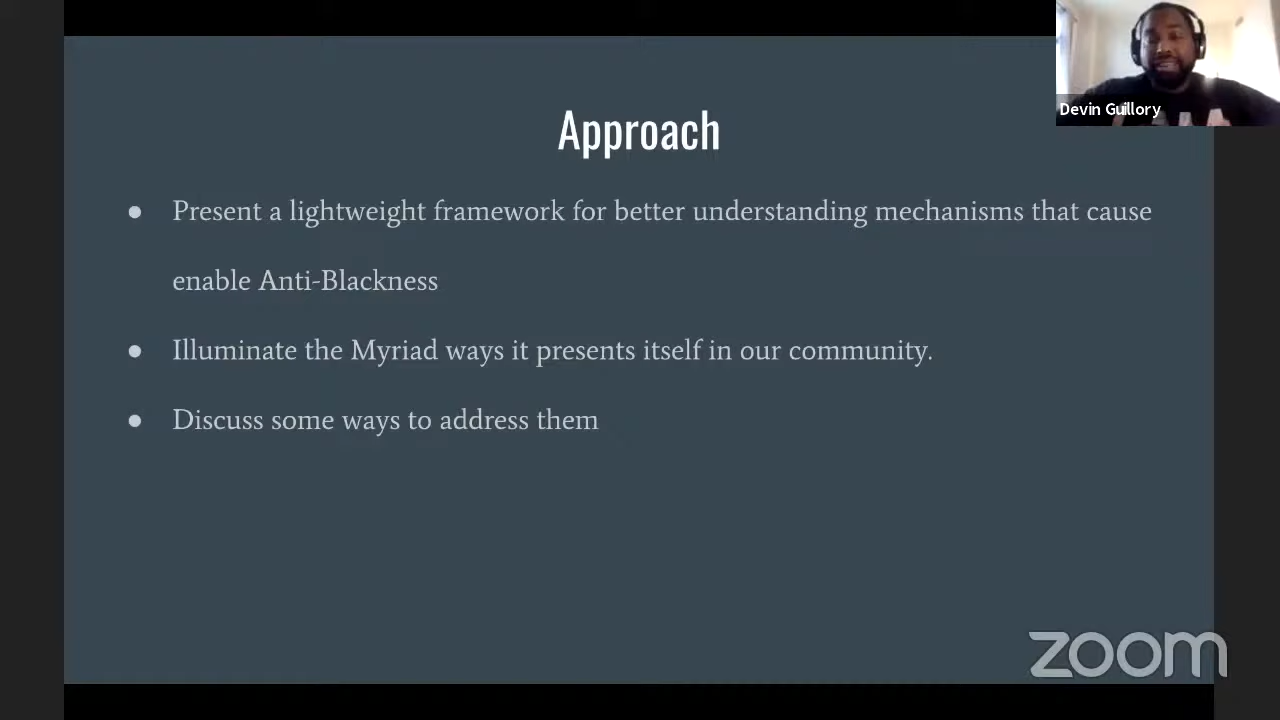 Devin Guillory
Approach
● Present a lightweight framework for better understanding mechanisms that cause
enable Anti-Blackness
● Illuminate the Myriad ways it presents itself in our community.
● Discuss some ways to address them
zoom